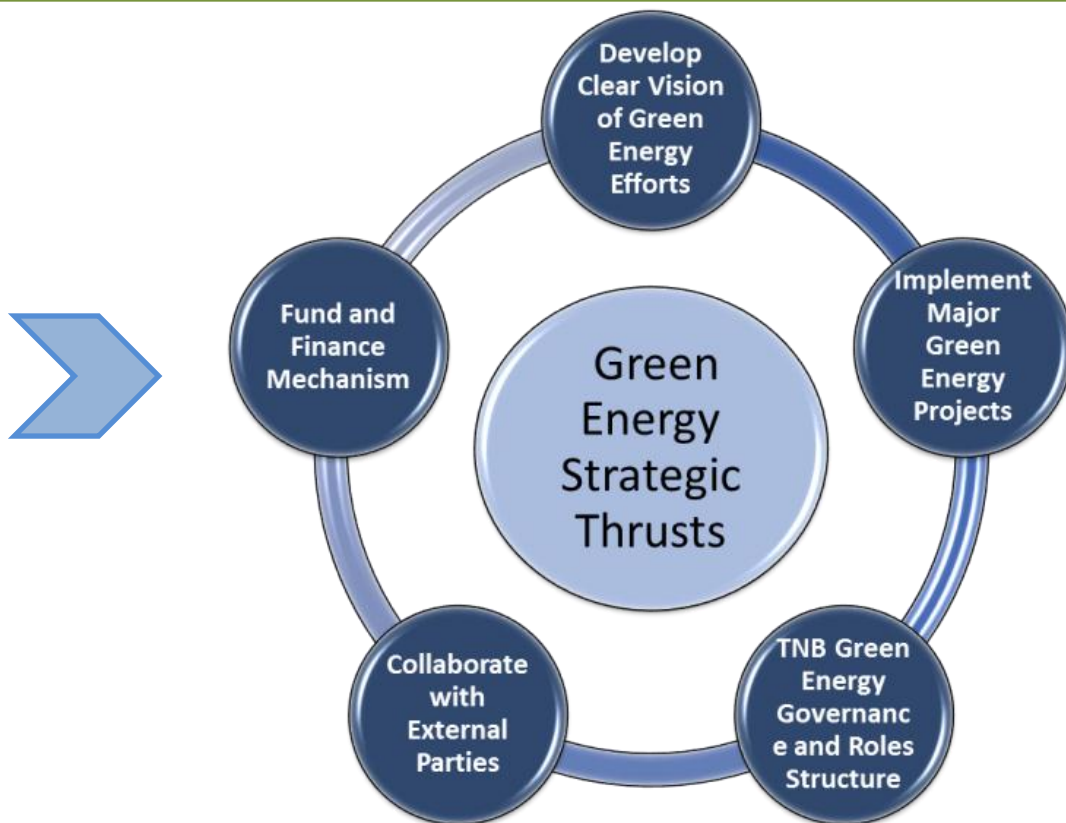 Develop
Clear Vision
of Green
Energy
Efforts
Implement
Major
Green
Energy
Projects
TNB Green
Energy
Governanc
e and Roles
Structure
Collaborate
with
External
Parties
Fund and
Finance
Mechanism
Green
Energy
Strategic
Thrusts